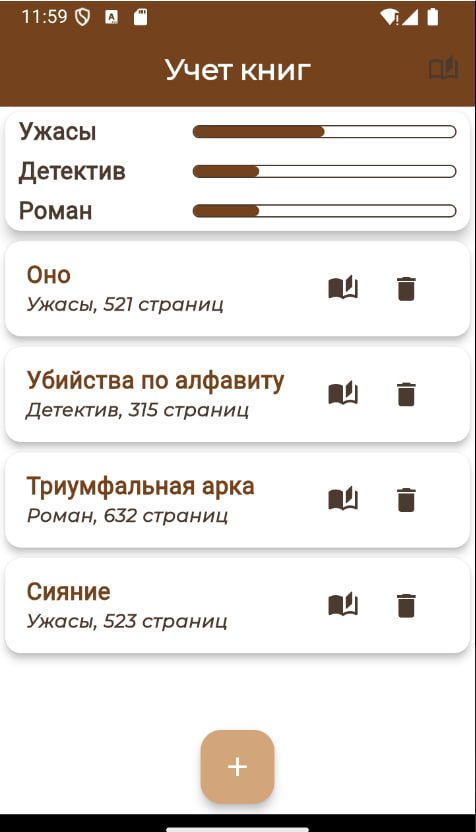 11:59
Учет книг
Ужасы
Детектив
Роман
Оно
Ужасы, 521 страниц
Убийства по алфавиту
Детектив, 315 страниц
Триумфальная арка
Роман, 632 страниц
Сияние
Ужасы, 523 страниц